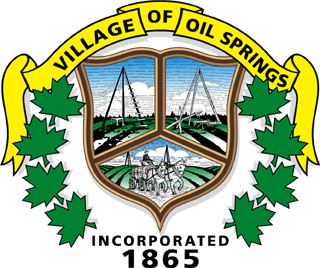 VILLAGE OF OIL SPRINGS
INCORPORATED
1865